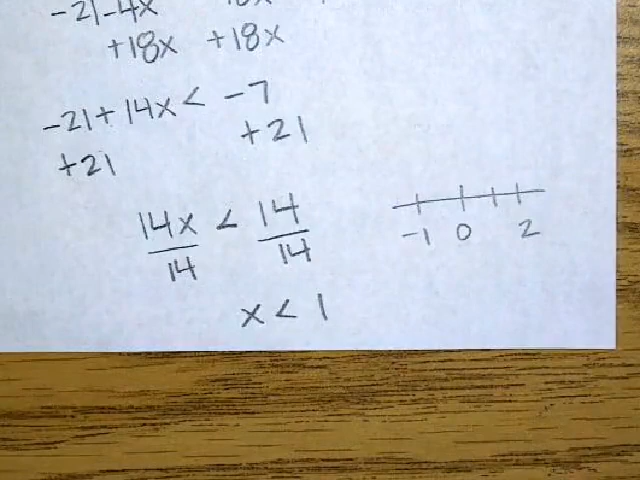 -21-4x
+18x +18x
-21+14x < -7
+21 +21
14x < 14
14 14
x < 1
-1 0 2